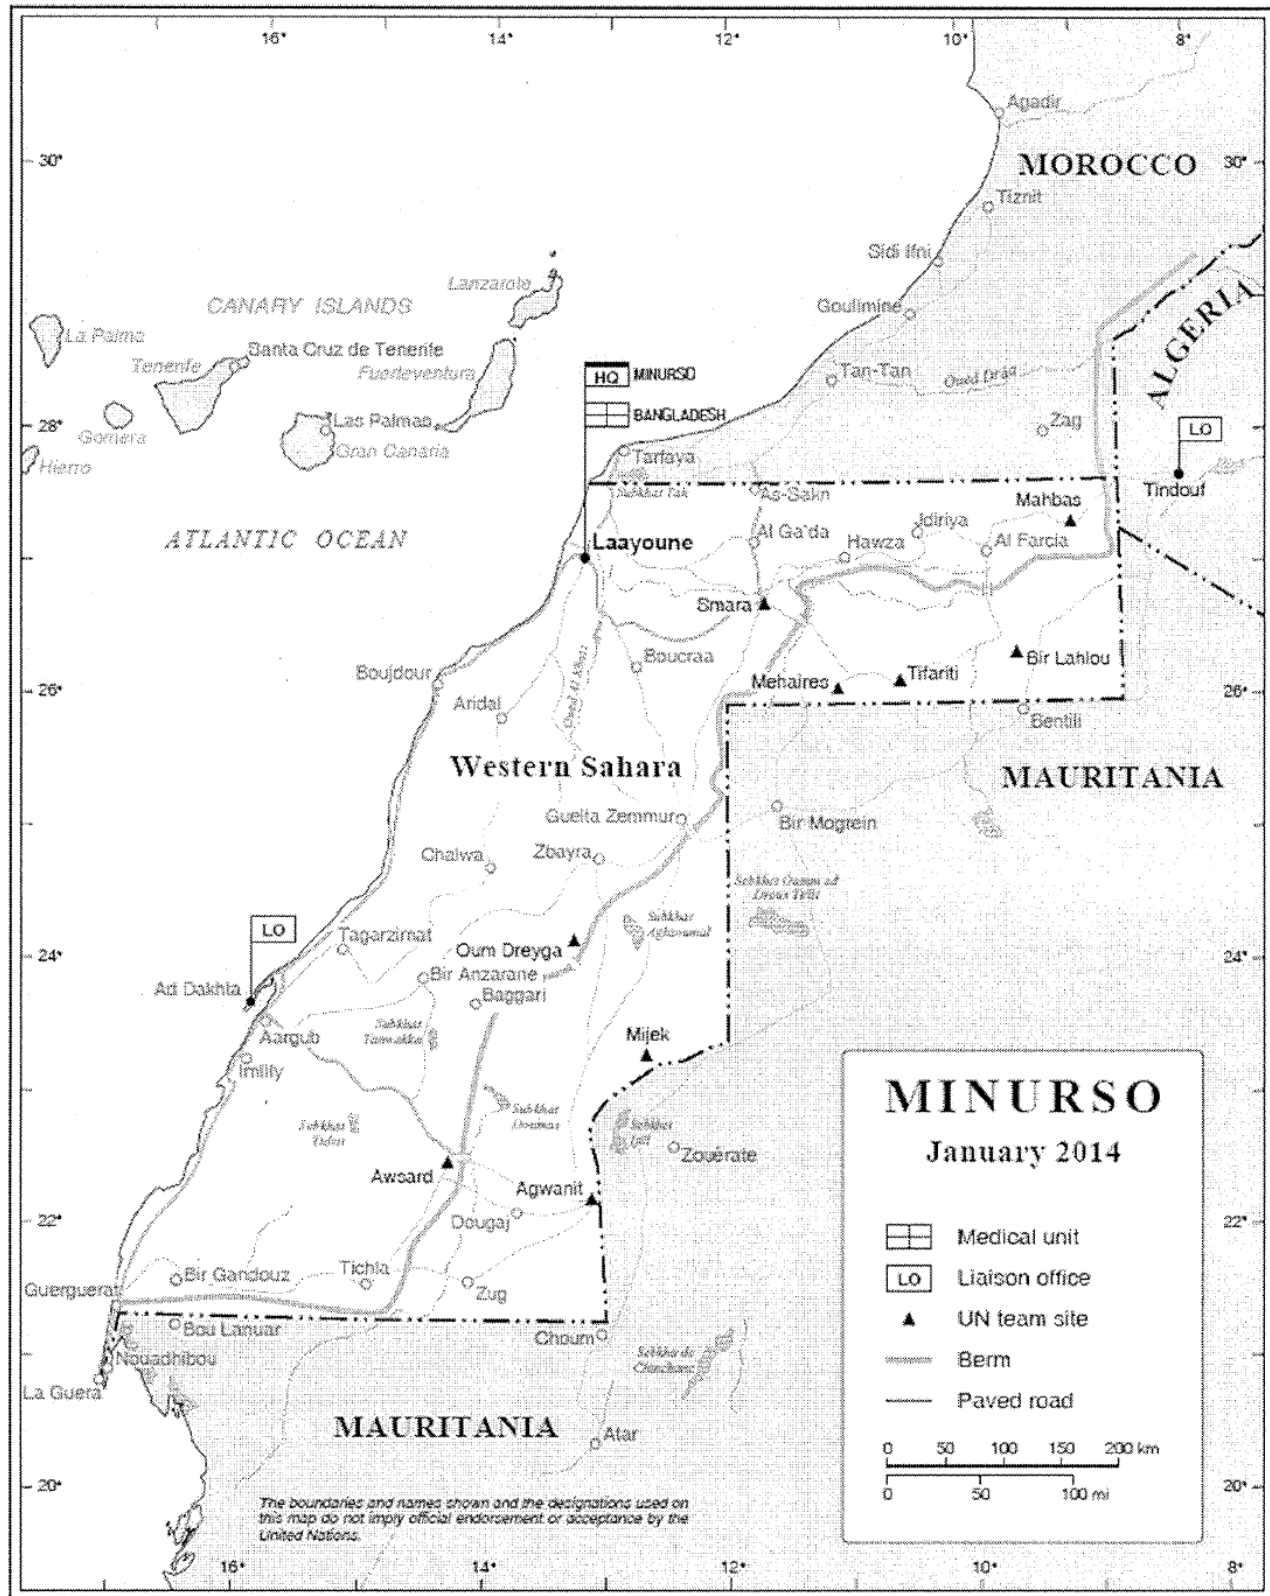 16°
14°
12°
10°
8°
Agadir
30°
MOROCCO
30°
Tiznit
Sidi Ifni
Lanzarote
CANARY ISLANDS
Goulimine
ALGERIA
La Palma
Santa Cruz de Tenerife
Tenerife
Fuerteventura
HQ MINURSO
Tan-Tan
Oued Drâa
BANGLADESH
Las Palmas
Zag
LO
28°
Gomera
Gran Canaria
Hierro
Tarfaya
As-Sakn
Mahbas
Tindouf
ATLANTIC OCEAN
Laayoune
Al Ga'da
Idiriya
Hawza
Al Farcia
Smara
Boucraa
Bir Lahlou
Boujdour
Tifariti
Mehaires
26°
26°
Aridal
Bentili
Western Sahara
MAURITANIA
Guelta Zemmur
Bir Mogrein
Chalwa
Zbayra
LO
Tagarzimat
Oum Dreyga
24°
24°
Bir Anzarane
Ad Dakhla
Baggari
Aargub
Mijek
Imlily
MINURSO
January 2014
Zouérate
Awsard
Agwanit
22°
22°
Dougaj
Medical unit
Bir Gandouz
Tichla
Zug
LO Liaison office
Guerguerat
UN team site
Bou Lanuar
Choum
Nouadhibou
Berm
La Guera
Paved road
MAURITANIA
Atar
0 50 100 150 200 km
0 50 100 mi
20°
20°
The boundaries and names shown and the designations used on
this map do not imply official endorsement or acceptance by the
United Nations.
16°
14°
12°
10°
8°